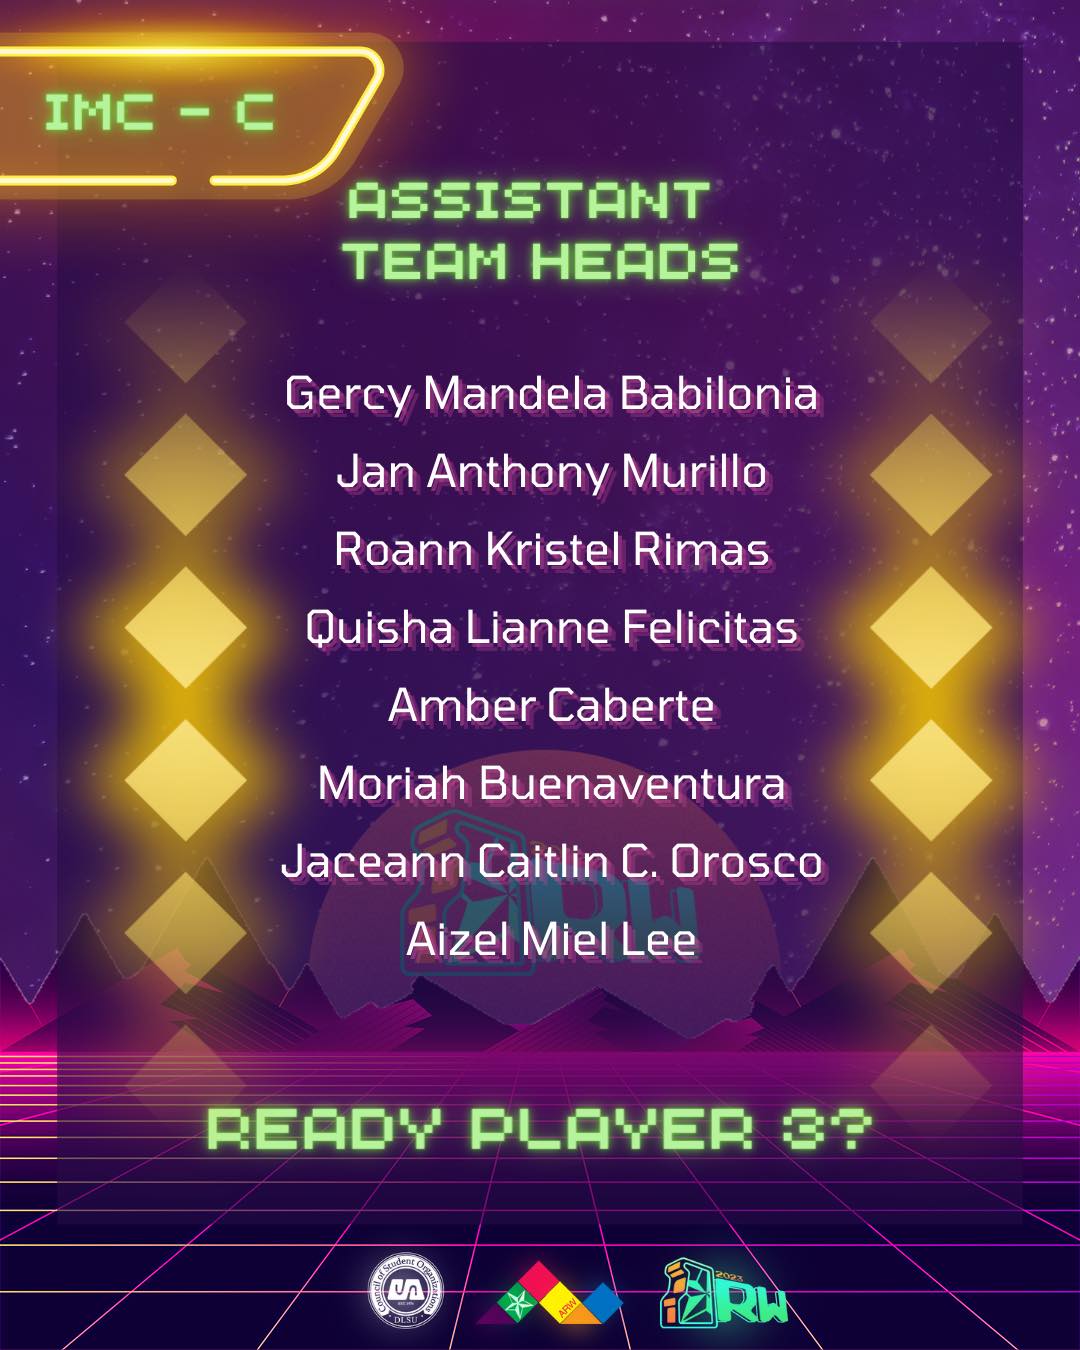 IMC - C
ASSISTANT
TEAM HEADS
Gercy Mandela Babilonia
Jan Anthony Murillo
Roann Kristel Rimas
Quisha Lianne Felicitas
Amber Caberte
Moriah Buenaventura
Jaceann Caitlin C. Orosco
Aizel Miel Lee
READY PLAYER 3?
Council of Student Organizations
DLSU
ARW
2023
RW